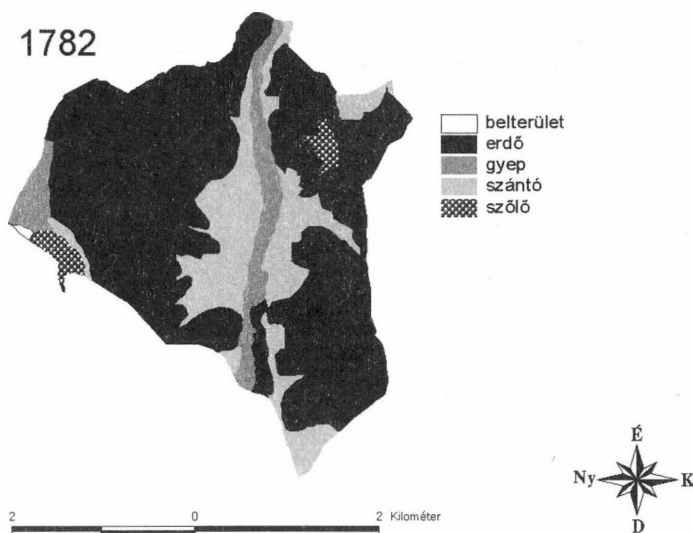 1782
belterület
erdő
gyep
szántó
szőlő
É
Ny K
D
2 0 2 Kilométer